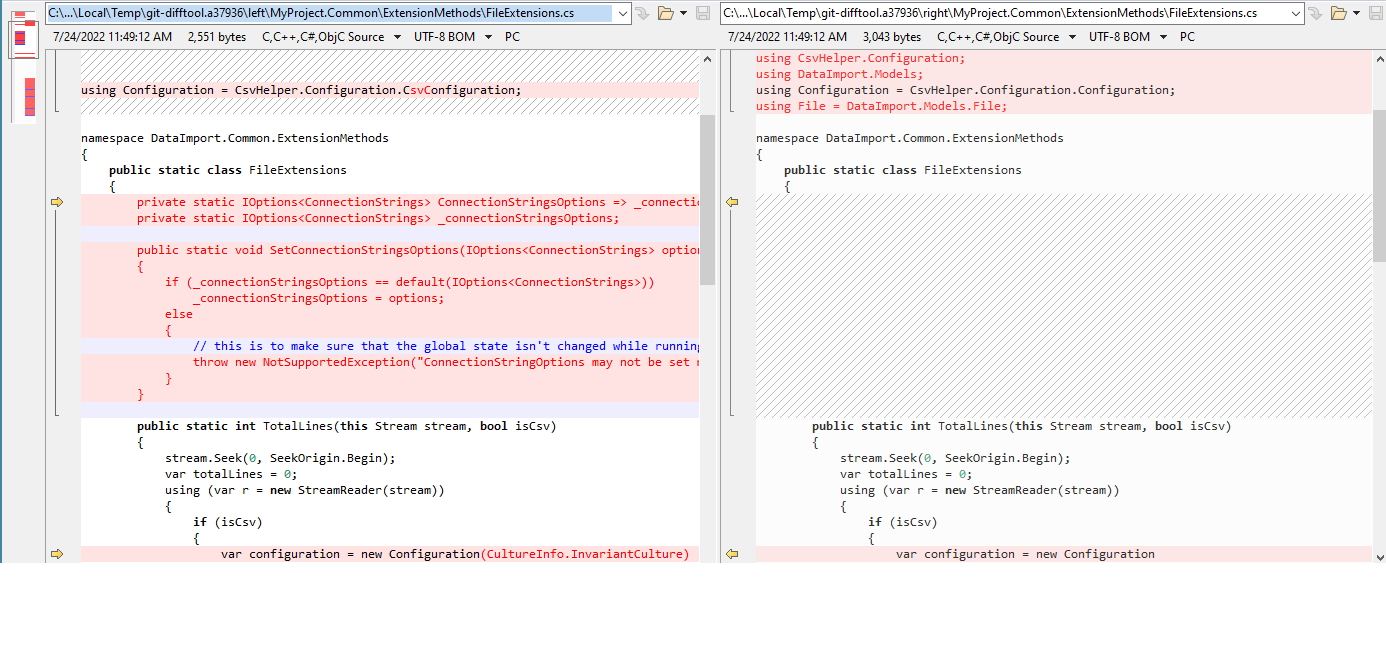 C:\...\Local\Temp\git-difftool.a37936\left\MyProject.Common\ExtensionMethods\FileExtensions.cs
7/24/2022 11:49:12 AM 2,551 bytes C,C++,C#,ObjC Source UTF-8 BOM PC
using Configuration = CsvHelper.Configuration.CsvConfiguration;
namespace DataImport.Common.ExtensionMethods
{
public static class FileExtensions
{
private static IOptions<ConnectionStrings> ConnectionStringsOptions => _connecti
private static IOptions<ConnectionStrings> _connectionStringsOptions;
public static void SetConnectionStringsOptions(IOptions<ConnectionStrings> optio
{
if (_connectionStringsOptions == default(IOptions<ConnectionStrings>))
_connectionStringsOptions = options;
else
{
// this is to make sure that the global state isn't changed while running
throw new NotSupportedException("ConnectionStringOptions may not be set
}
}
public static int TotalLines(this Stream stream, bool isCsv)
{
stream.Seek(0, SeekOrigin.Begin);
var totalLines = 0;
using (var r = new StreamReader(stream))
{
if (isCsv)
{
var configuration = new Configuration(CultureInfo.InvariantCulture)
C:\...\Local\Temp\git-difftool.a37936\right\MyProject.Common\ExtensionMethods\FileExtensions.cs
7/24/2022 11:49:12 AM 3,043 bytes C,C++,C#,ObjC Source UTF-8 BOM PC
using CsvHelper.Configuration;
using DataImport.Models;
using Configuration = CsvHelper.Configuration.Configuration;
using File = DataImport.Models.File;
namespace DataImport.Common.ExtensionMethods
{
public static class FileExtensions
{
public static int TotalLines(this Stream stream, bool isCsv)
{
stream.Seek(0, SeekOrigin.Begin);
var totalLines = 0;
using (var r = new StreamReader(stream))
{
if (isCsv)
{
var configuration = new Configuration